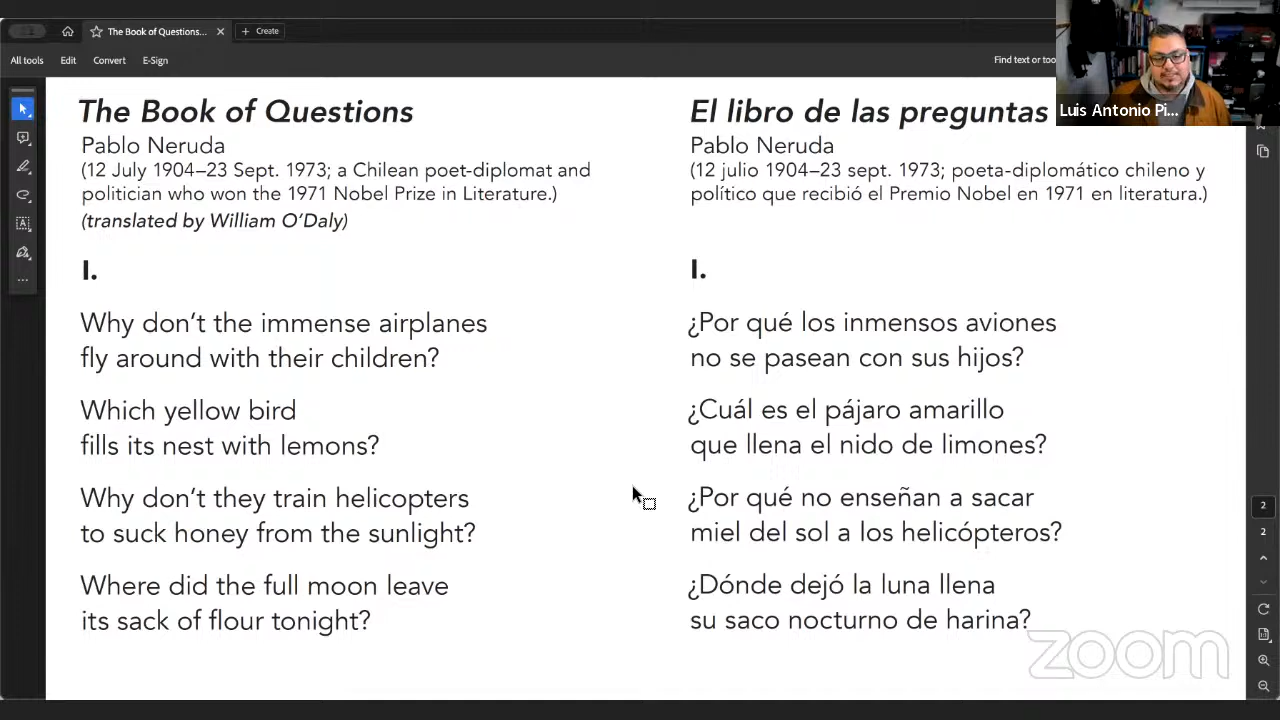 The Book of Questions...
Create
All tools
Edit
Convert
E-Sign
Find text or too
Luis Antonio Pi...
The Book of Questions
Pablo Neruda
(12 July 1904–23 Sept. 1973; a Chilean poet-diplomat and
politician who won the 1971 Nobel Prize in Literature.)
(translated by William O’Daly)
I.
Why don’t the immense airplanes
fly around with their children?
Which yellow bird
fills its nest with lemons?
Why don’t they train helicopters
to suck honey from the sunlight?
Where did the full moon leave
its sack of flour tonight?
El libro de las preguntas
Pablo Neruda
(12 julio 1904–23 sept. 1973; poeta-diplomático chileno y
político que recibió el Premio Nobel en 1971 en literatura.)
I.
¿Por qué los inmensos aviones
no se pasean con sus hijos?
¿Cuál es el pájaro amarillo
que llena el nido de limones?
¿Por qué no enseñan a sacar
miel del sol a los helicópteros?
¿Dónde dejó la luna llena
su saco nocturno de harina?
2
2
zoom